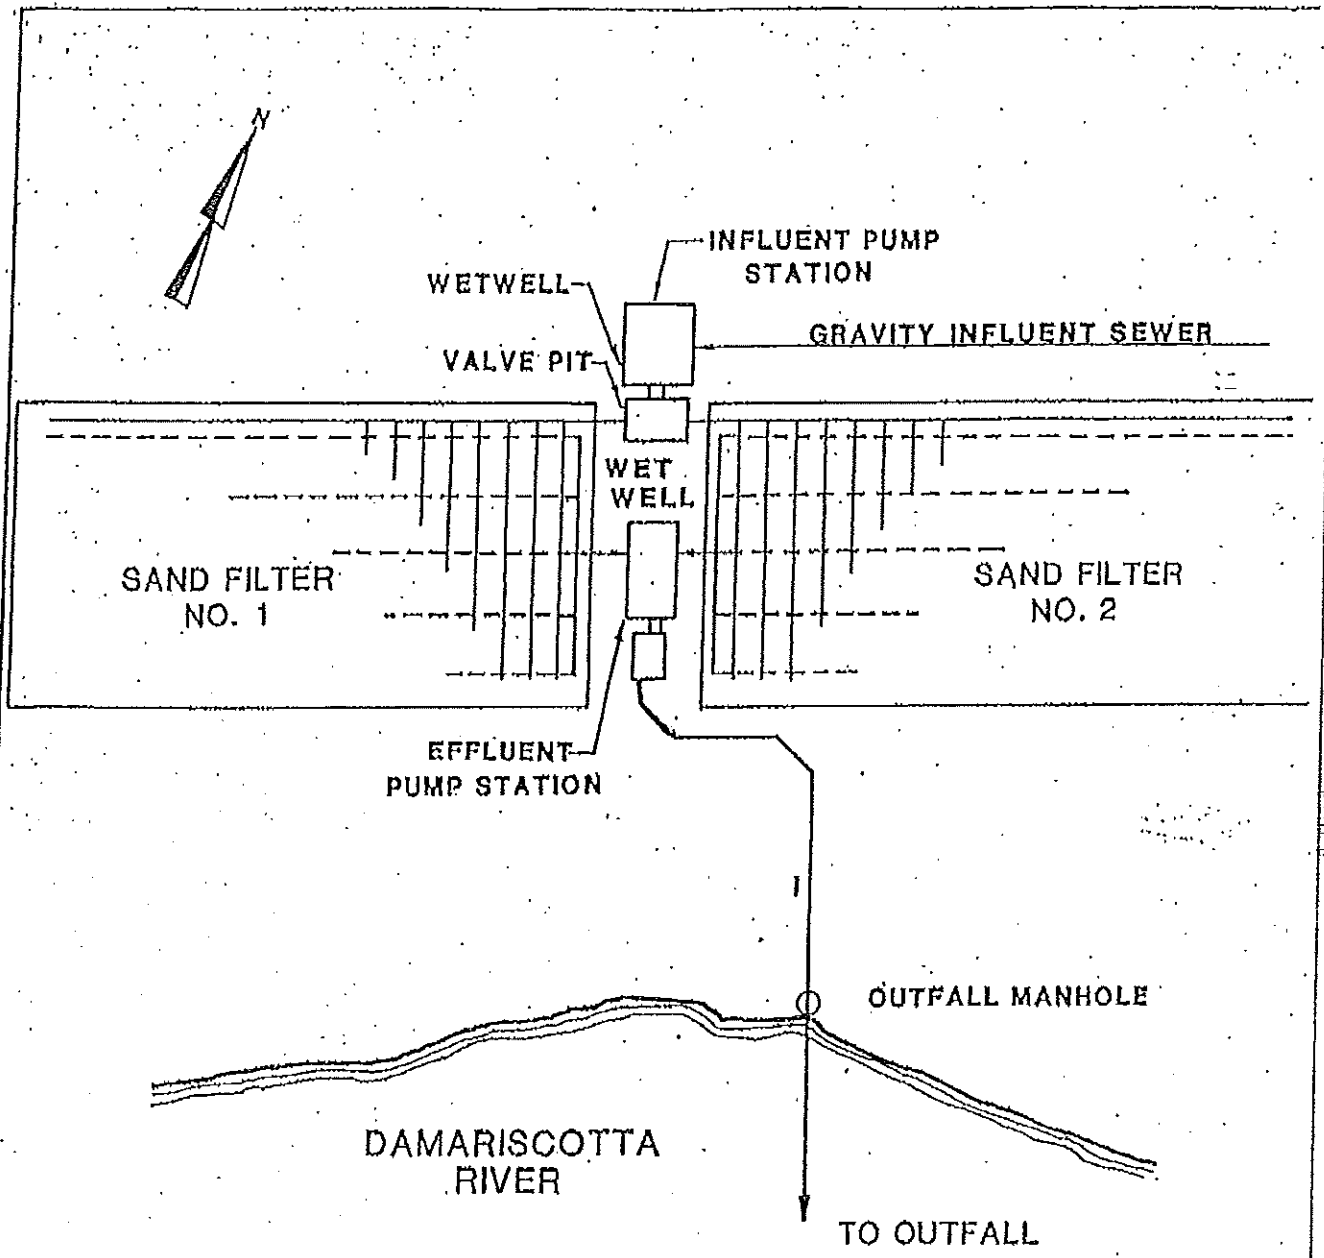 N
INFLUENT PUMP
STATION
WETWELL
GRAVITY INFLUENT SEWER
VALVE PIT
WET
WELL
SAND FILTER
NO. 1
SAND FILTER
NO. 2
EFFLUENT
PUMP STATION
OUTFALL MANHOLE
DAMARISCOTTA
RIVER
TO OUTFALL